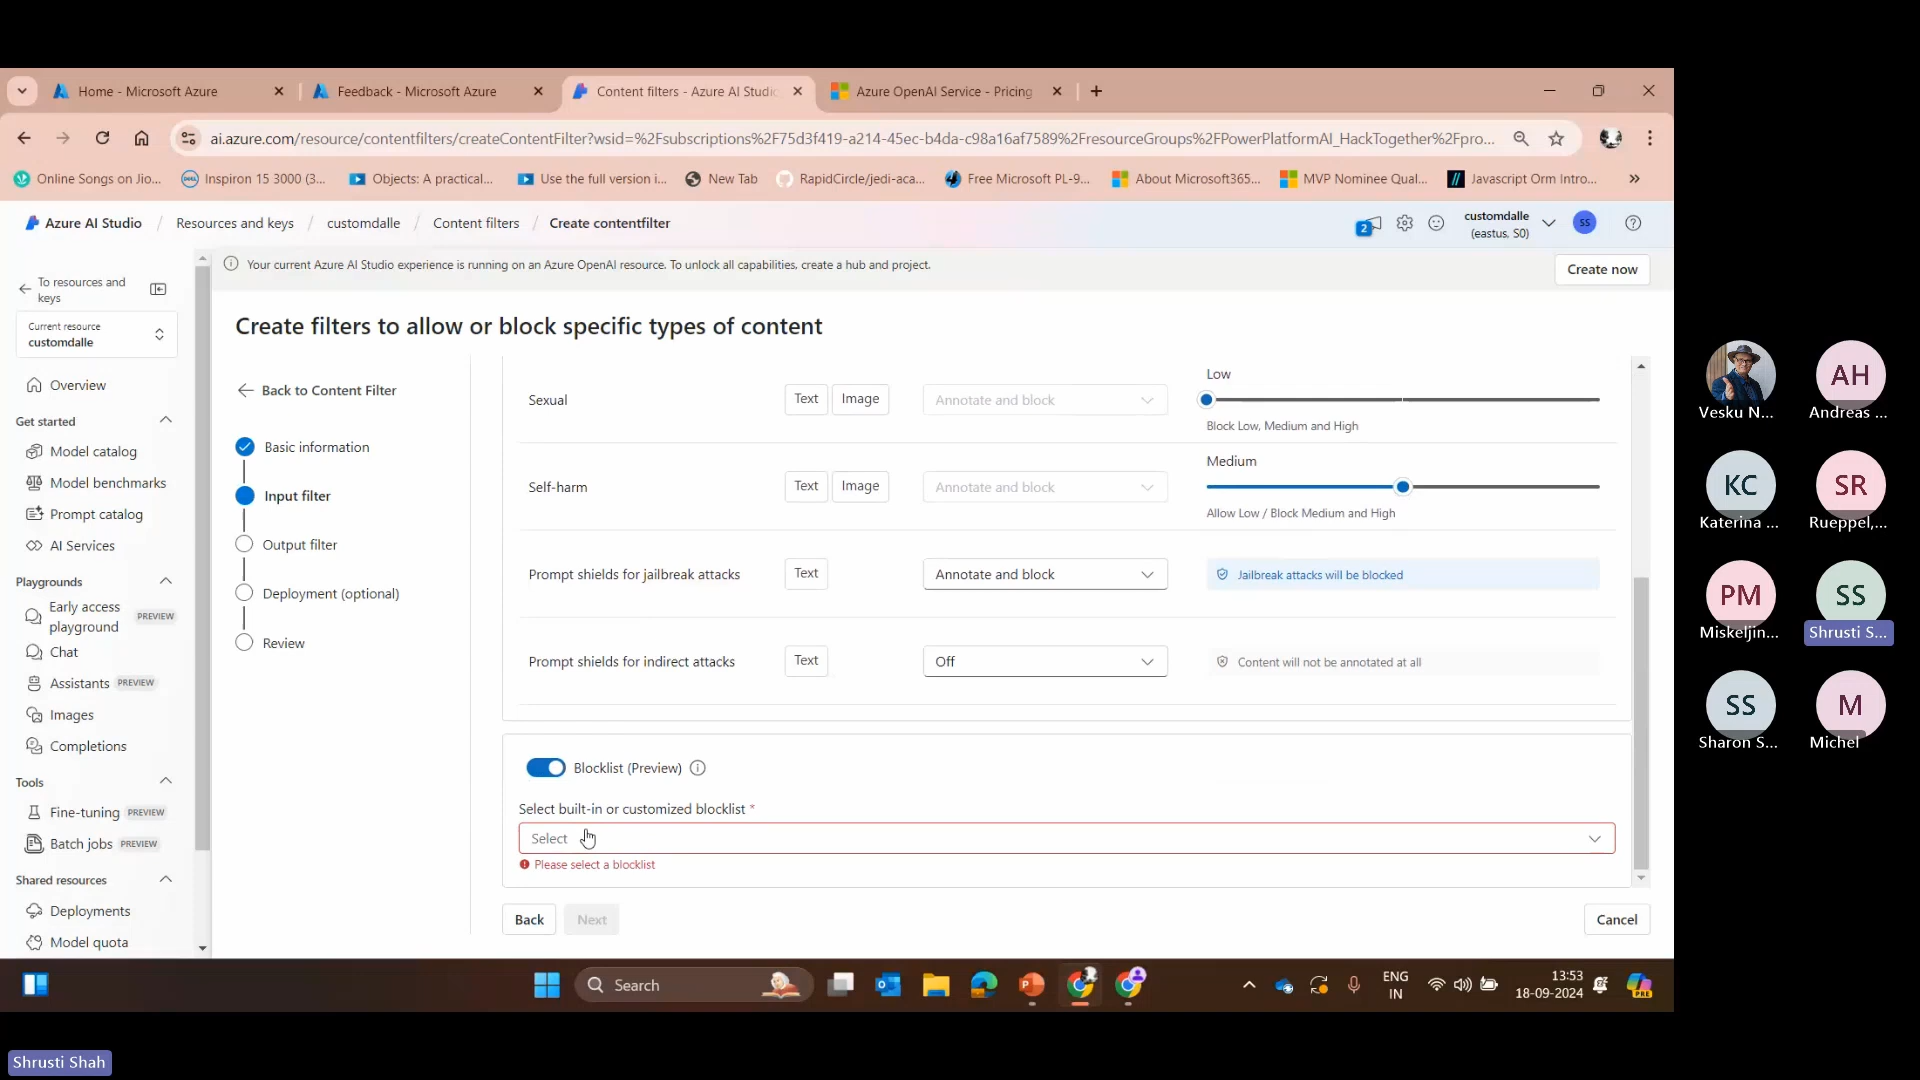 Home - Microsoft Azure
Feedback - Microsoft Azure
Content filters - Azure AI Studio
Azure OpenAI Service - Pricing
ai.azure.com/resource/contentfilters/createContentFilter?wsid=%2Fsubscriptions%2F75d3f419-a214-45ec-b4da-c98a16af7589%2FresourceGroups%2FPowerPlatformAI_HackTogether%2Fpro...
Online Songs on Jio...
Inspiron 15 3000 (3...
Objects: A practical...
Use the full version i...
New Tab
RapidCircle/jedi-aca...
Free Microsoft PL-9...
About Microsoft365...
MVP Nominee Qual...
Javascript Orm Intro...
Azure AI Studio / Resources and keys / customdalle / Content filters / Create contentfilter
2
customdalle
(eastus, S0)
SS
Your current Azure AI Studio experience is running on an Azure OpenAI resource. To unlock all capabilities, create a hub and project.
Create now
To resources and
keys
Current resource
customdalle
Overview
Get started
Model catalog
Model benchmarks
Prompt catalog
AI Services
Playgrounds
Early access
playground PREVIEW
Chat
Assistants PREVIEW
Images
Completions
Tools
Fine-tuning PREVIEW
Batch jobs PREVIEW
Shared resources
Deployments
Model quota
Create filters to allow or block specific types of content
Back to Content Filter
Basic information
Input filter
Output filter
Deployment (optional)
Review
Low
Sexual Text Image Annotate and block
Block Low, Medium and High
Medium
Self-harm Text Image Annotate and block
Allow Low / Block Medium and High
Prompt shields for jailbreak attacks Text Annotate and block Jailbreak attacks will be blocked
Prompt shields for indirect attacks Text Off Content will not be annotated at all
Blocklist (Preview)
Select built-in or customized blocklist *
Select
Please select a blocklist
Back Next Cancel
Search
ENG
IN
13:53
18-09-2024
PRE
Vesku N...
AH
Andreas ...
KC
Katerina ...
SR
Rueppel,...
PM
Miskeljin...
SS
Shrusti S...
SS
Sharon S...
M
Michel
Shrusti Shah